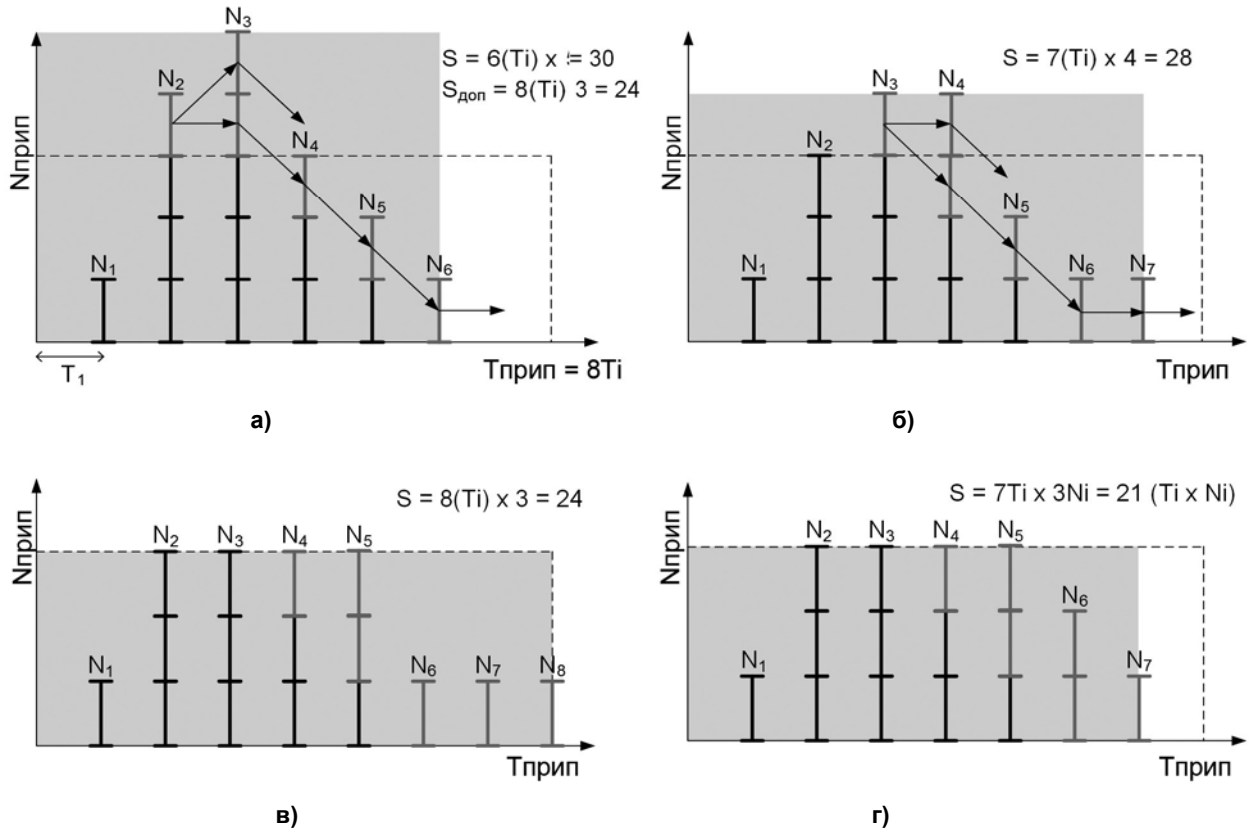 Nприп
N₁
N₂
N₃
N₄
N₅
N₆
S = 6(Ti) x = 30
Sдоп = 8(Ti) 3 = 24
T₁
Tприп = 8Ti
а)
Nприп
N₁
N₂
N₃
N₄
N₅
N₆
N₇
S = 7(Ti) x 4 = 28
Tприп
б)
Nприп
N₁
N₂
N₃
N₄
N₅
N₆
N₇
N₈
S = 8(Ti) x 3 = 24
Tприп
в)
Nприп
N₁
N₂
N₃
N₄
N₅
N₆
N₇
S = 7Ti x 3Ni = 21 (Ti x Ni)
Tприп
г)